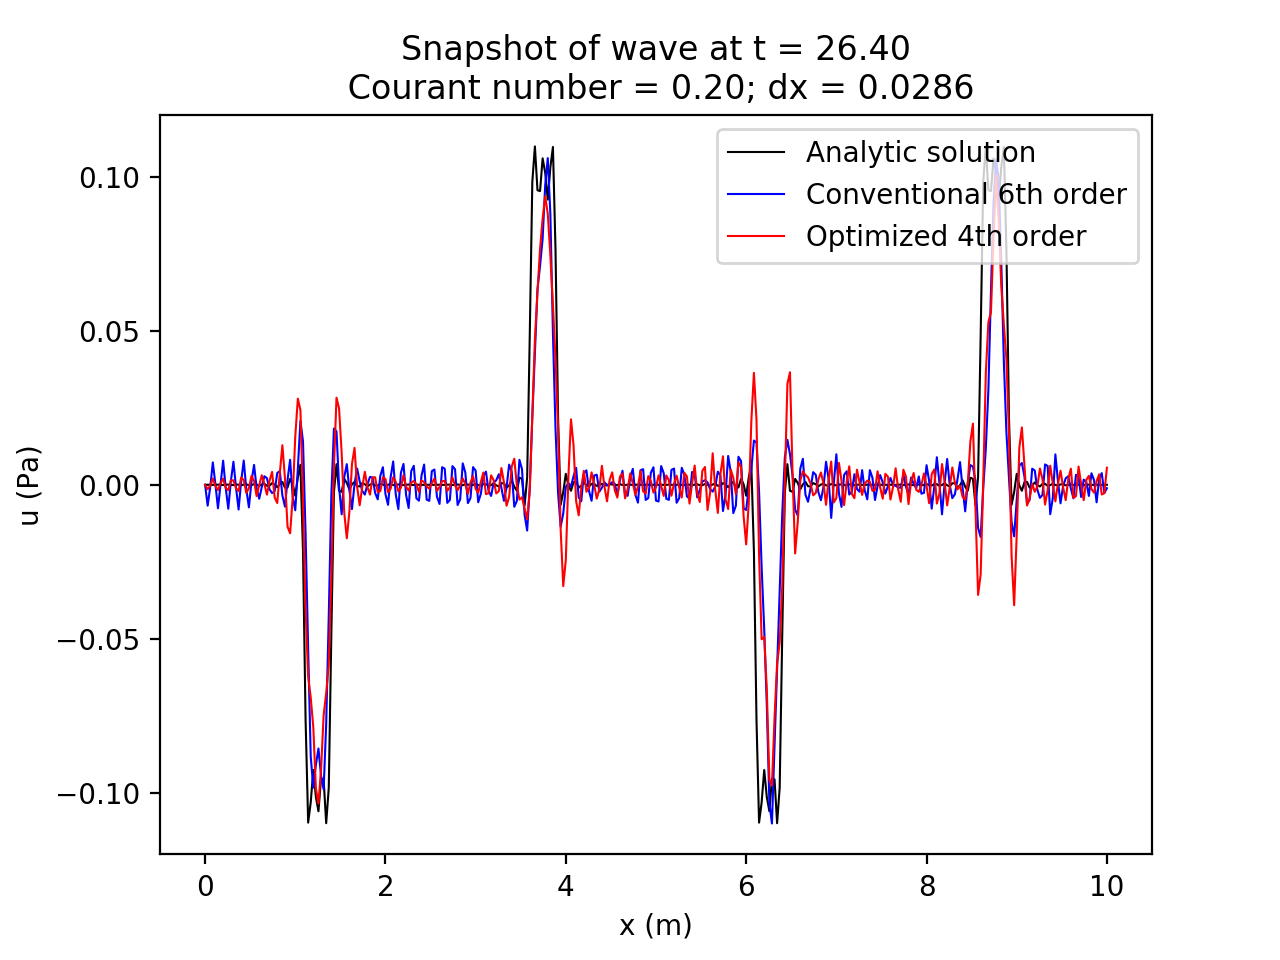 Snapshot of wave at t = 26.40
Courant number = 0.20; dx = 0.0286
Analytic solution
Conventional 6th order
Optimized 4th order
0.10
0.05
0.00
−0.05
−0.10
u (Pa)
0 2 4 6 8 10
x (m)